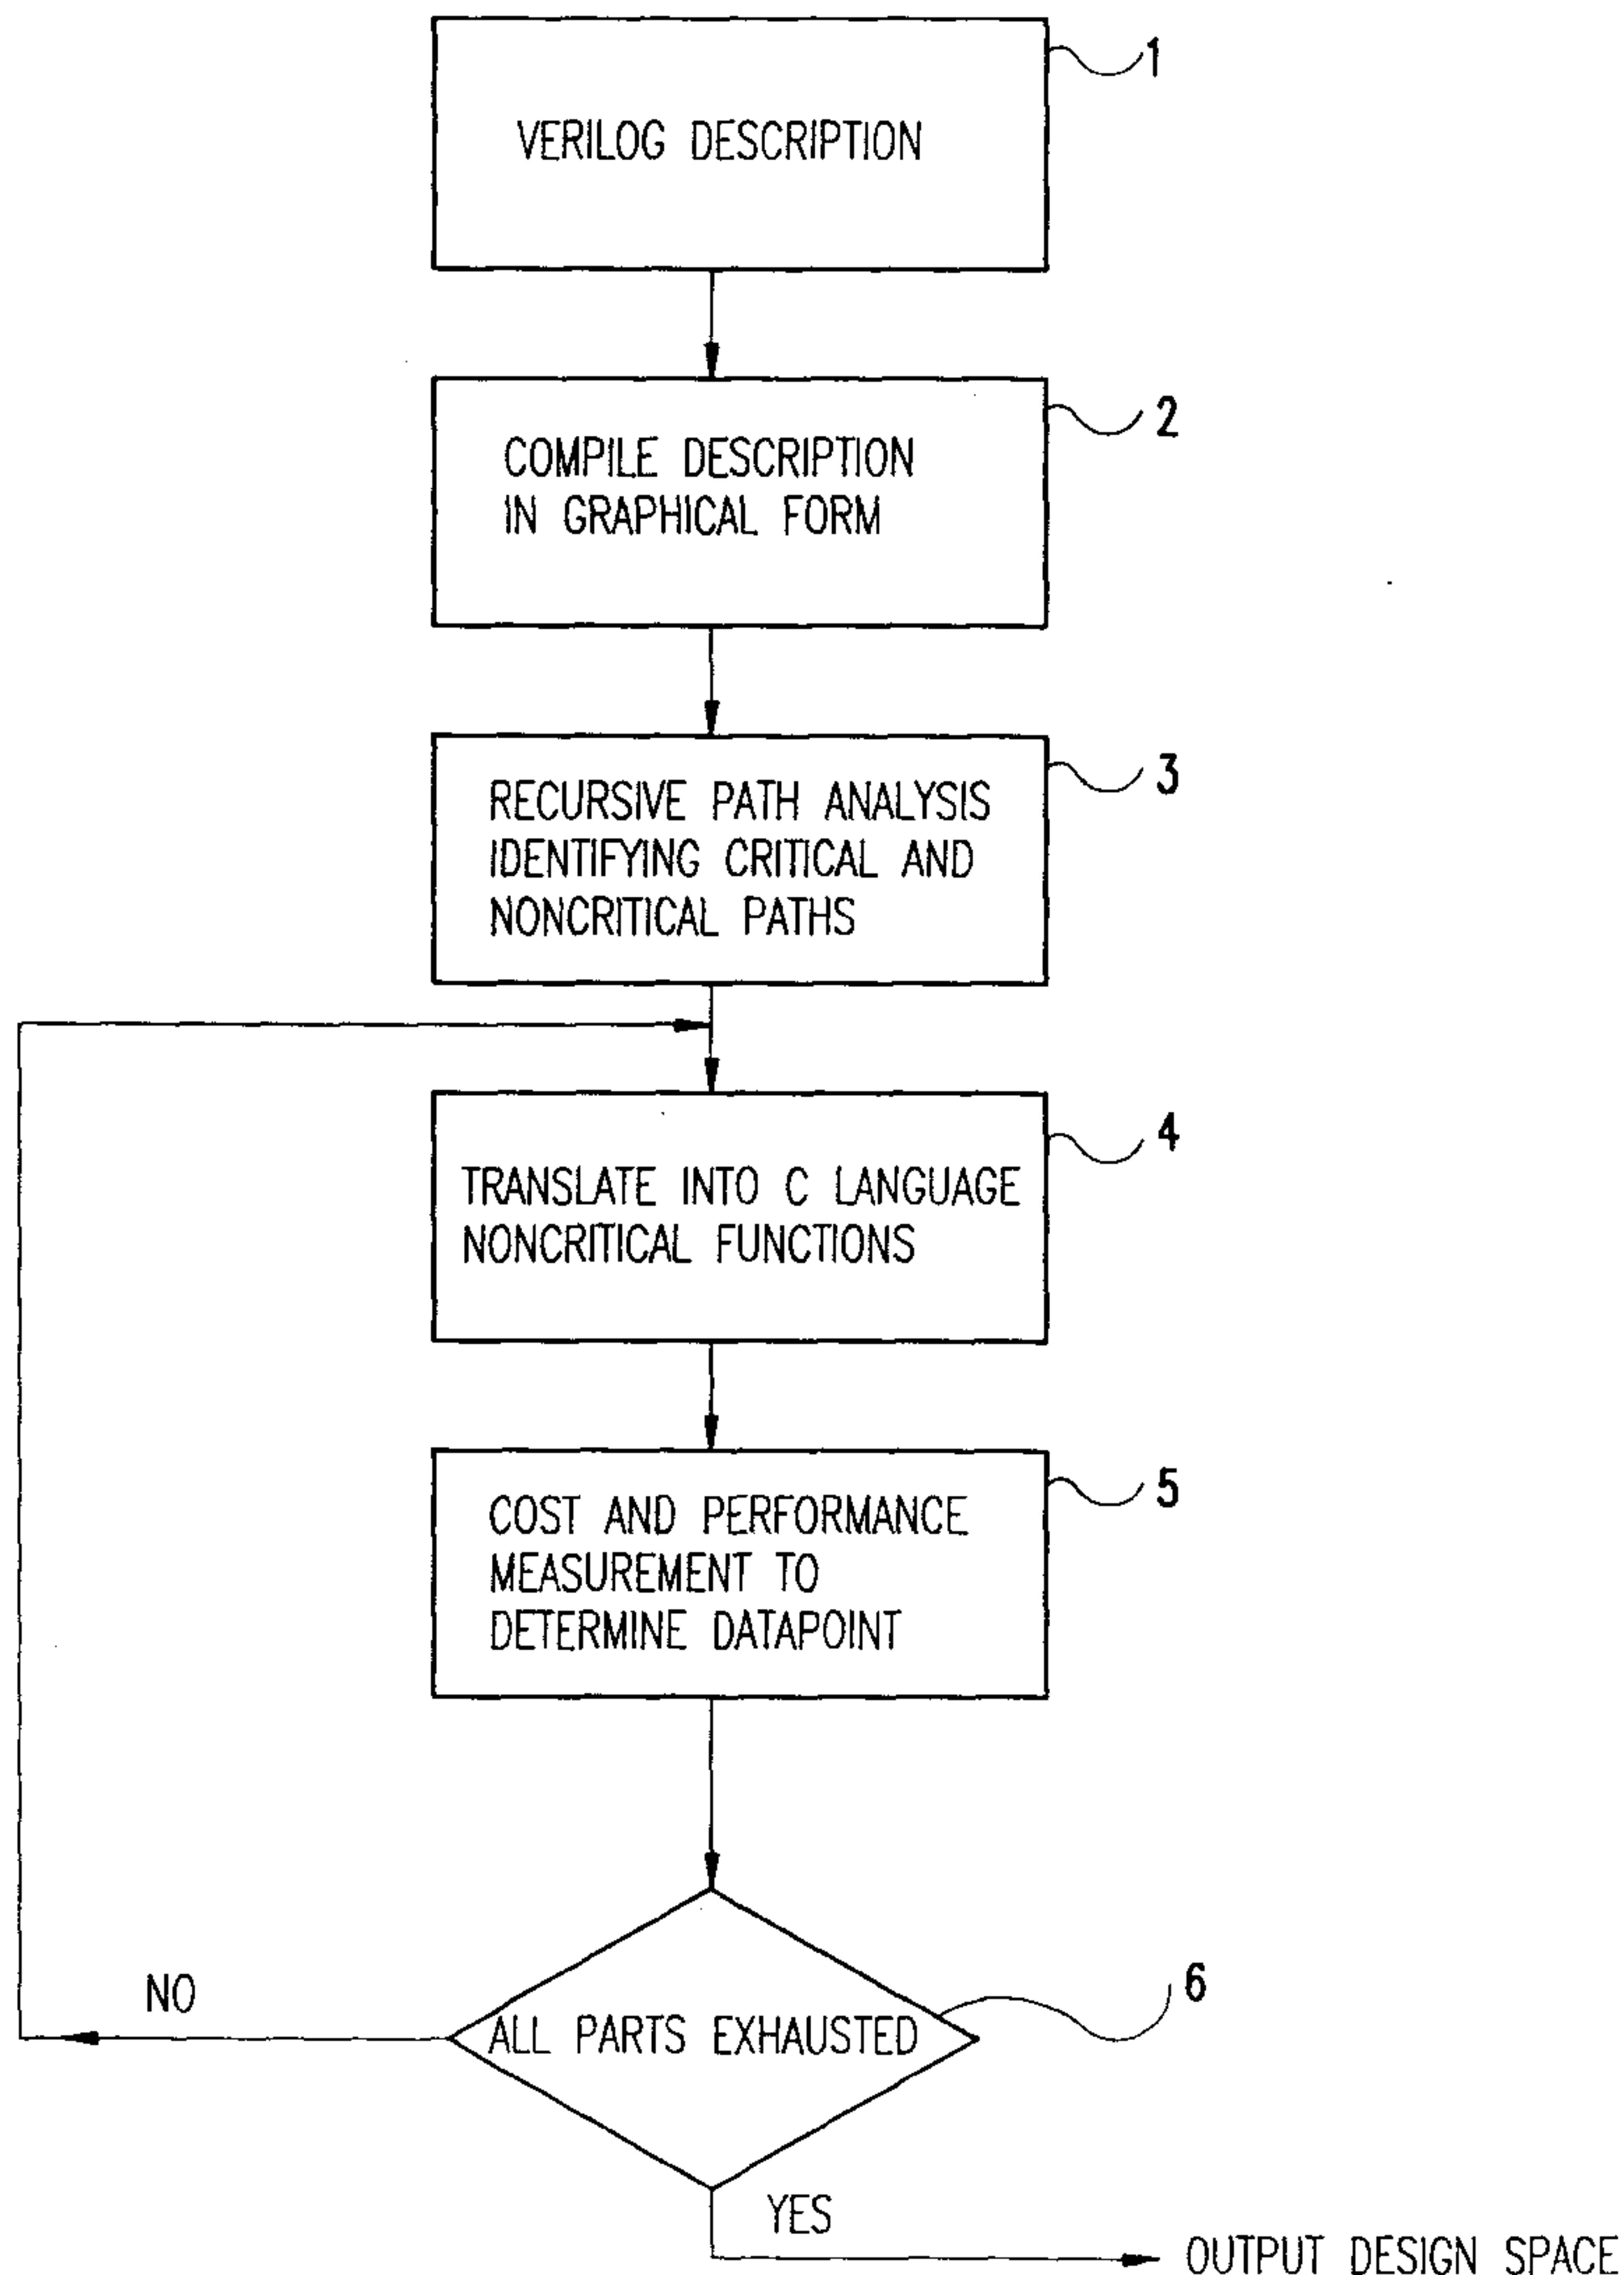 1
VERILOG DESCRIPTION
2
COMPILE DESCRIPTION
IN GRAPHICAL FORM
3
RECURSIVE PATH ANALYSIS
IDENTIFYING CRITICAL AND
NONCRITICAL PATHS
4
TRANSLATE INTO C LANGUAGE
NONCRITICAL FUNCTIONS
5
COST AND PERFORMANCE
MEASUREMENT TO
DETERMINE DATAPOINT
6
NO
ALL PARTS EXHAUSTED
YES
OUTPUT DESIGN SPACE